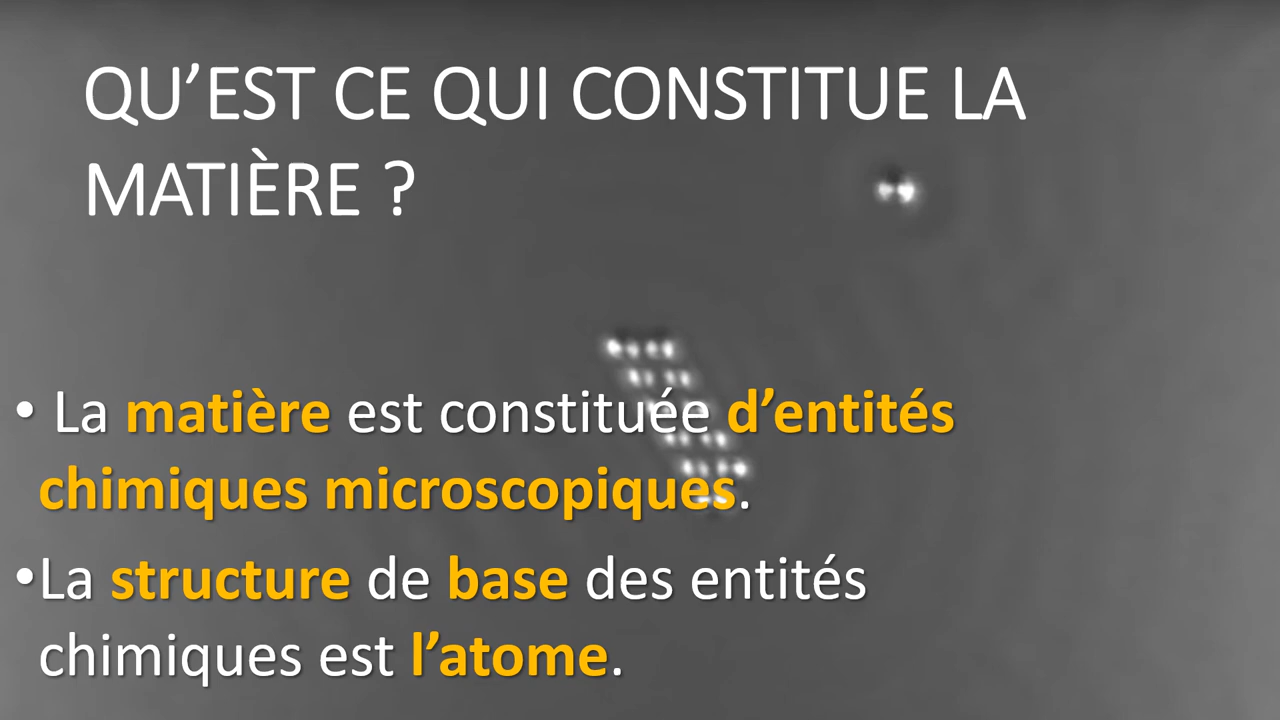 QU’EST CE QUI CONSTITUE LA
MATIÈRE ?
• La matière est constituée d’entités
chimiques microscopiques.
•La structure de base des entités
chimiques est l’atome.